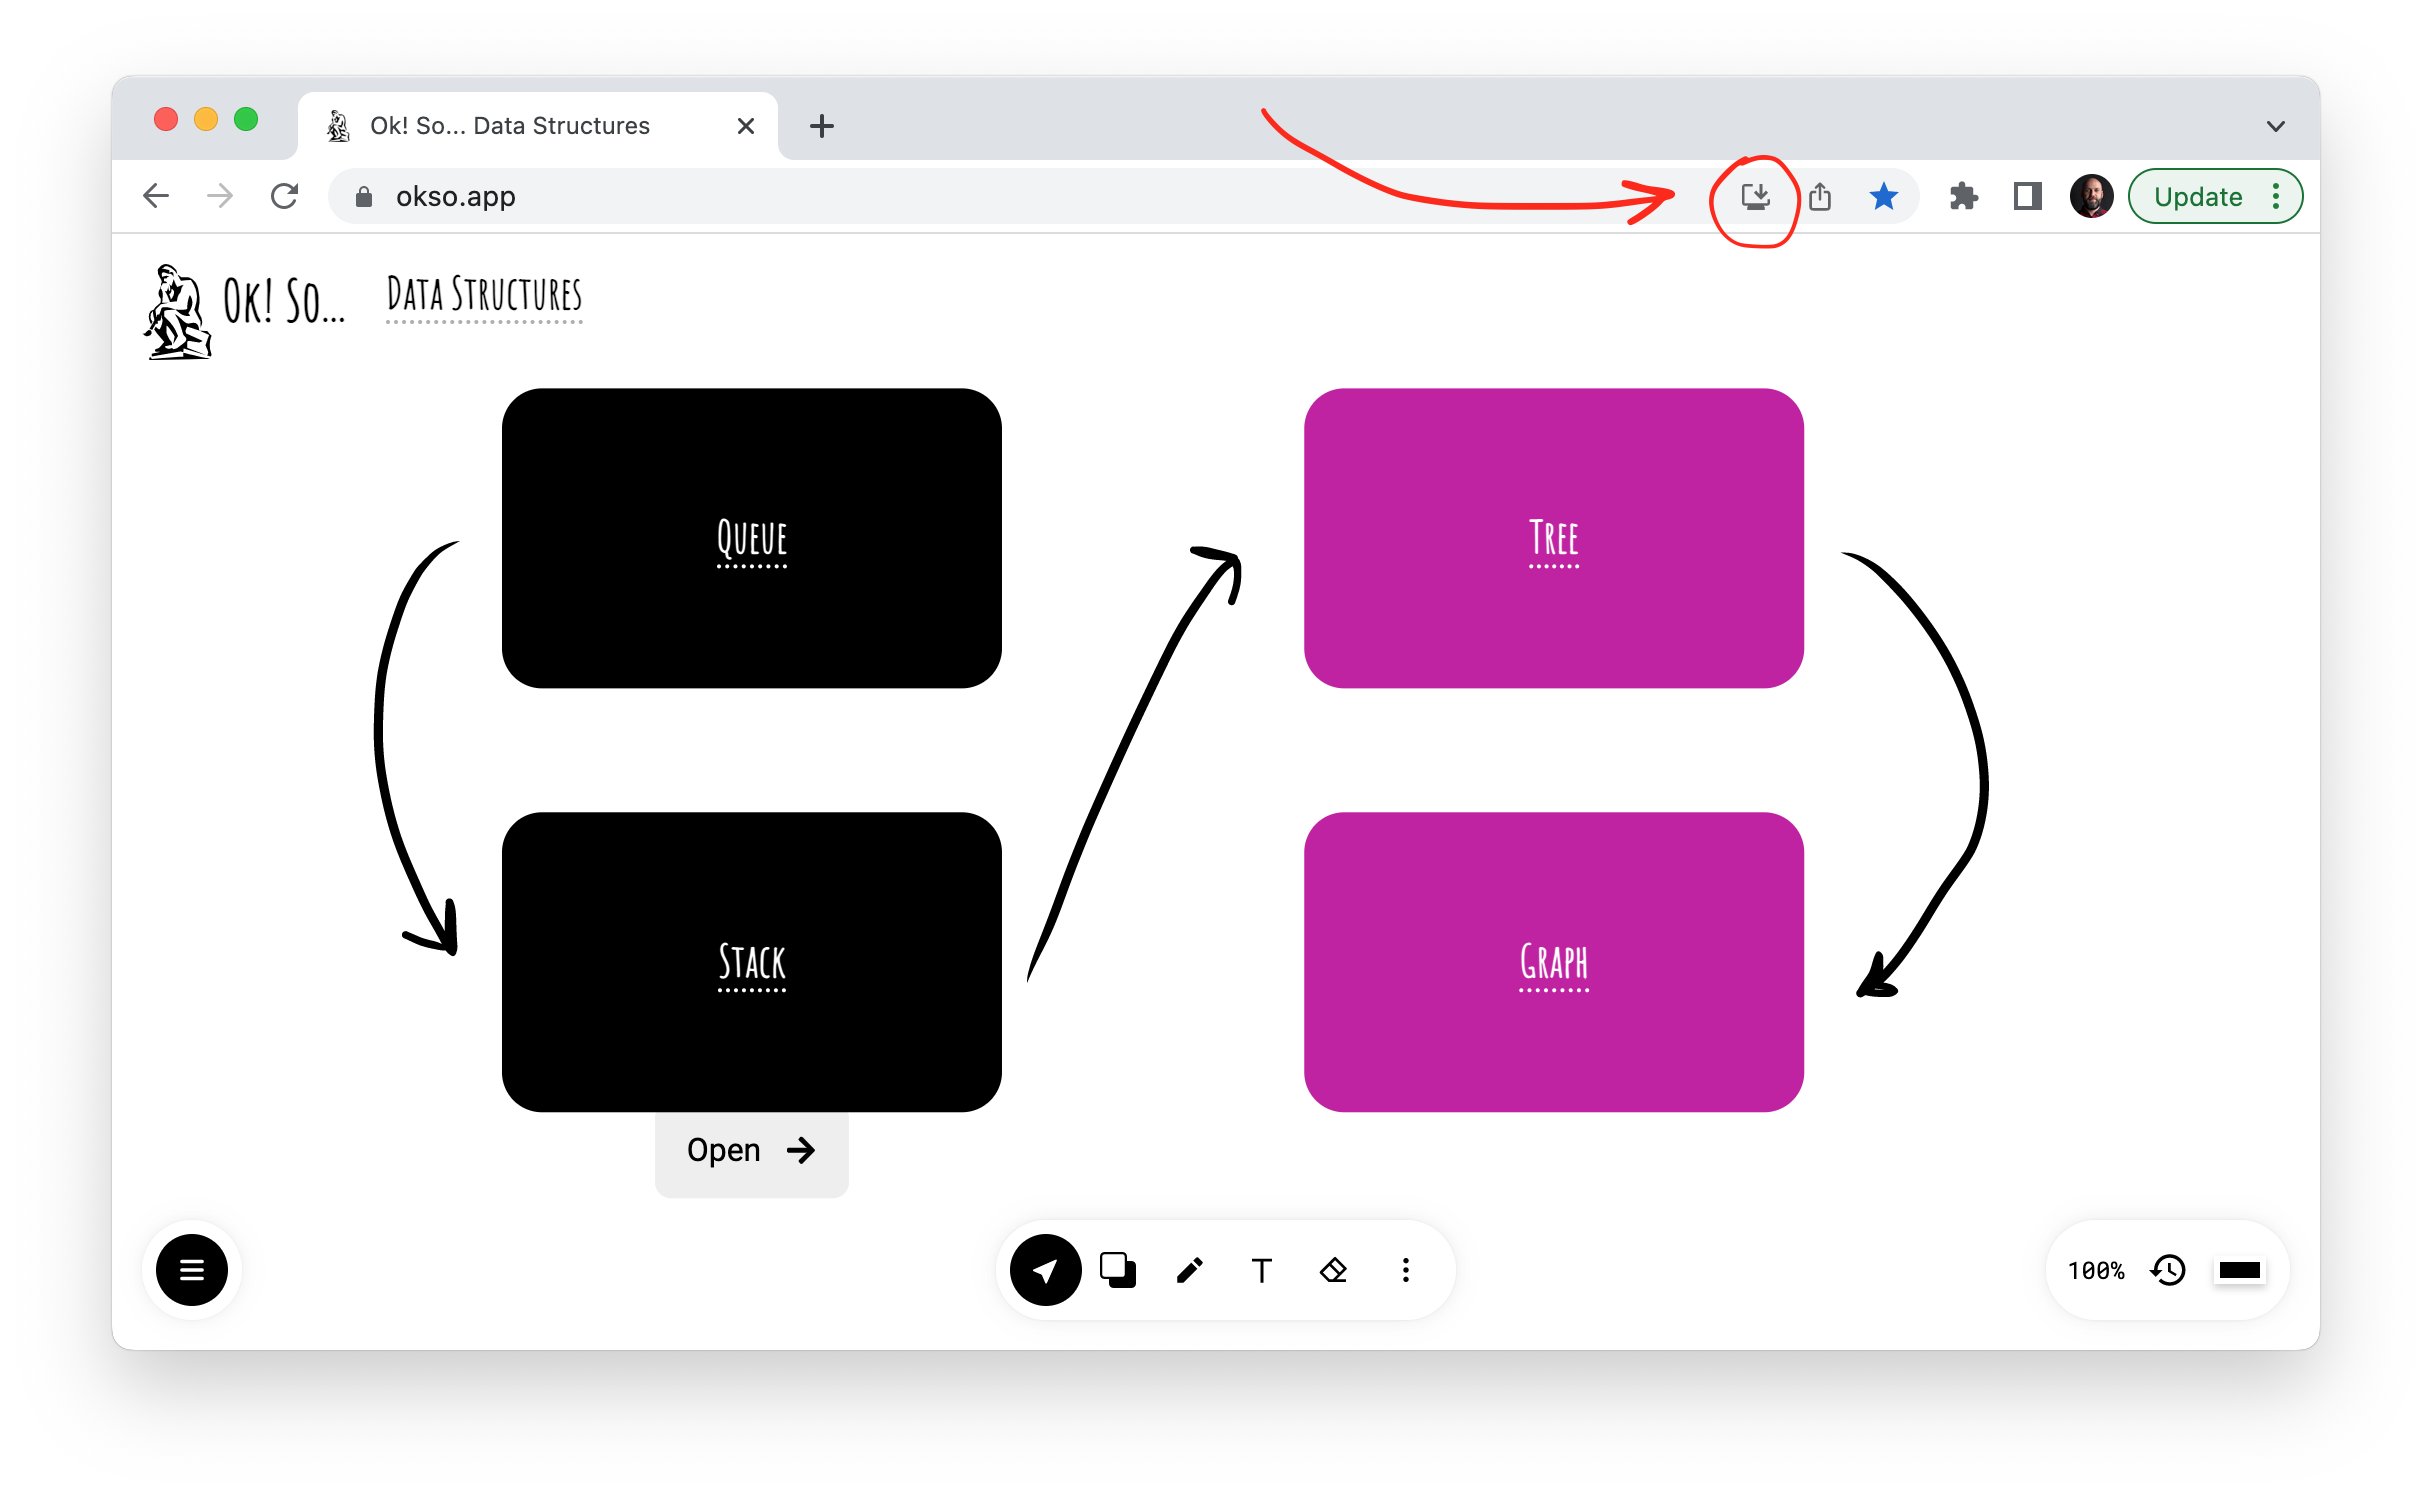 Ok! So... Data Structures
okso.app
Update
Ok! So...
Data Structures
Queue
Tree
Stack
Graph
Open
T
100%